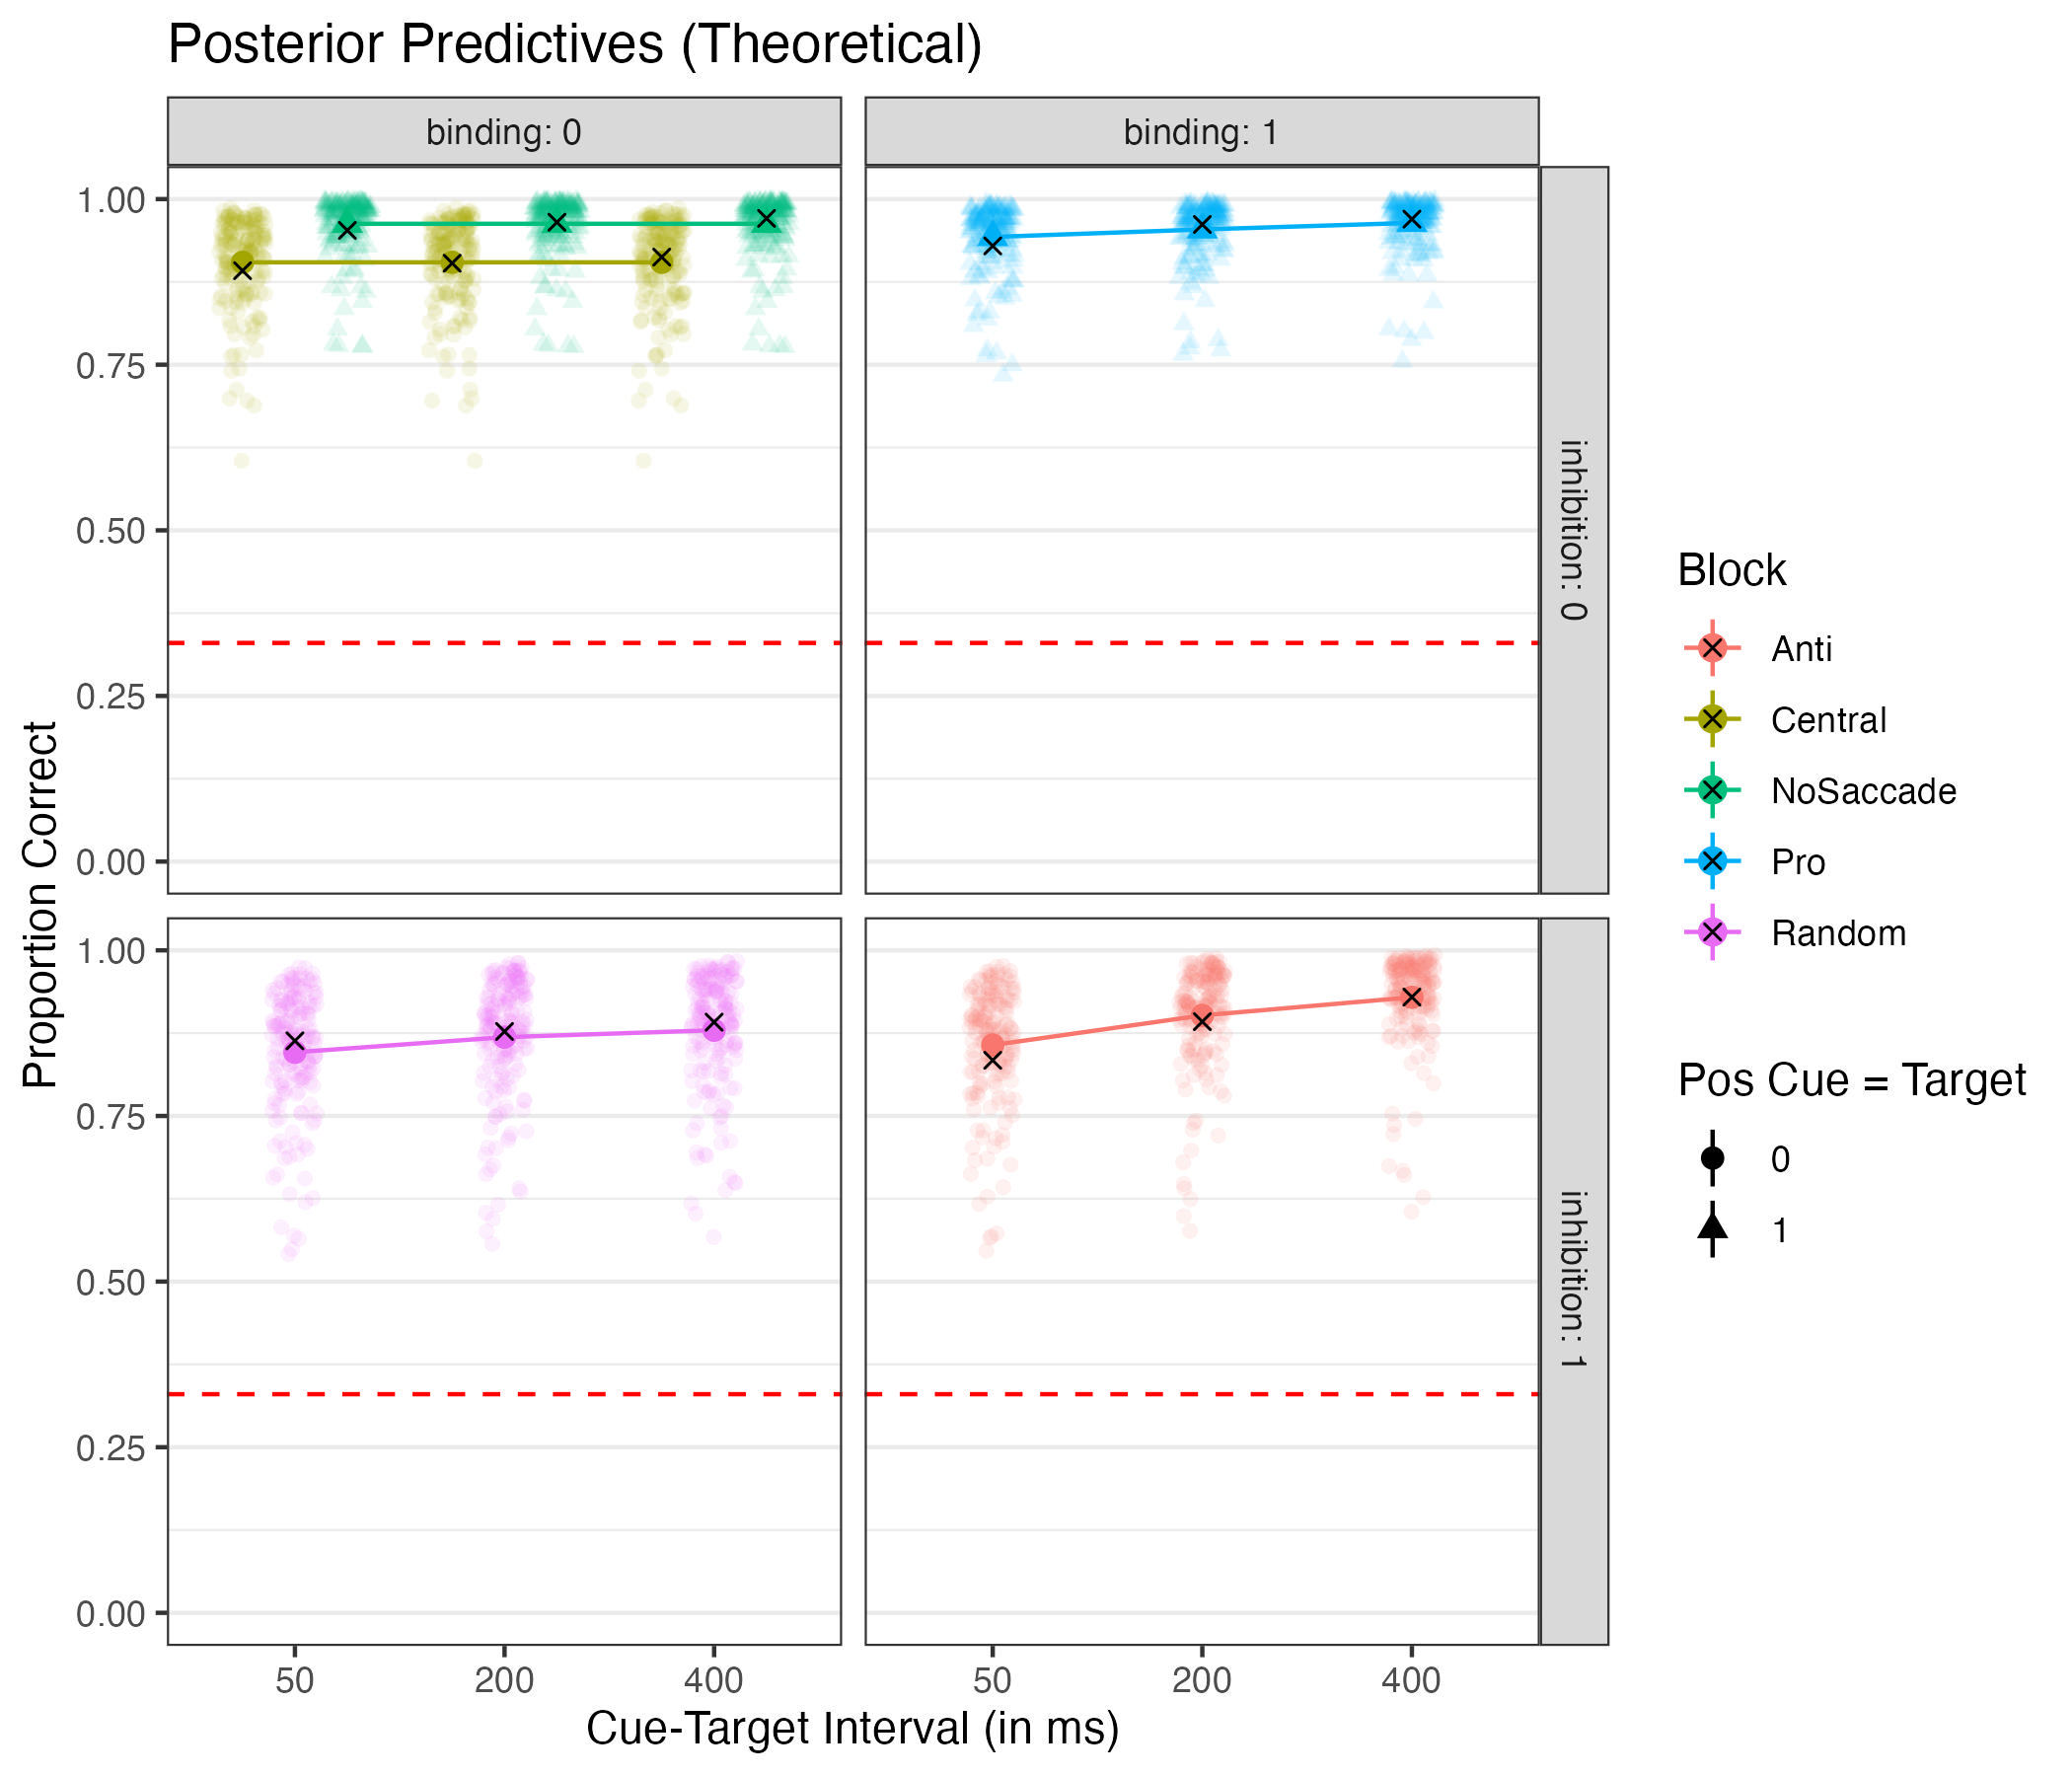 Posterior Predictives (Theoretical)
binding: 0
binding: 1
1.00
0.75
0.50
0.25
0.00
inhibition: 0
1.00
0.75
0.50
0.25
0.00
inhibition: 1
Proportion Correct
50
200
400
50
200
400
Cue-Target Interval (in ms)
Block
Anti
Central
NoSaccade
Pro
Random
Pos Cue = Target
0
1